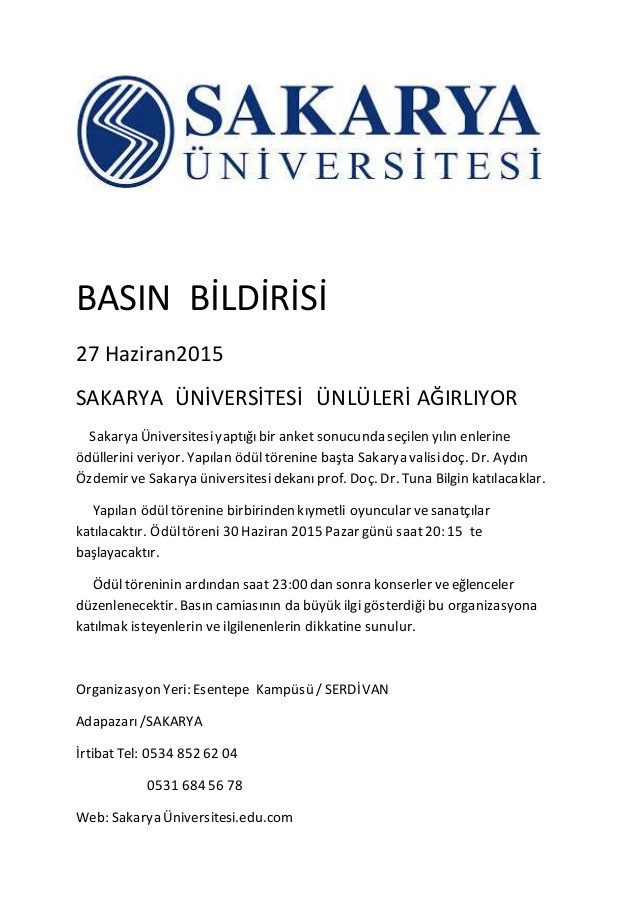 SAKARYA
ÜNİVERSİTESİ
BASIN BİLDİRİSİ
27 Haziran2015
SAKARYA ÜNİVERSİTESİ ÜNLÜLERİ AĞIRLIYOR
Sakarya Üniversitesi yaptığı bir anket sonucunda seçilen yılın enlerine
ödüllerini veriyor. Yapılan ödül törenine başta Sakarya valisi doç. Dr. Aydın
Özdemir ve Sakarya üniversitesi dekanı prof. Doç. Dr. Tuna Bilgin katılacaklar.
Yapılan ödül törenine birbirinden kıymetli oyuncular ve sanatçılar
katılacaktır. Ödül töreni 30 Haziran 2015 Pazar günü saat 20: 15 te
başlayacaktır.
Ödül töreninin ardından saat 23:00 dan sonra konserler ve eğlenceler
düzenlenecektir. Basın camiasının da büyük ilgi gösterdiği bu organizasyona
katılmak isteyenlerin ve ilgilenenlerin dikkatine sunulur.
Organizasyon Yeri: Esentepe Kampüsü / SERDİVAN
Adapazarı /SAKARYA
İrtibat Tel: 0534 852 62 04
0531 684 56 78
Web: Sakarya Üniversitesi.edu.com